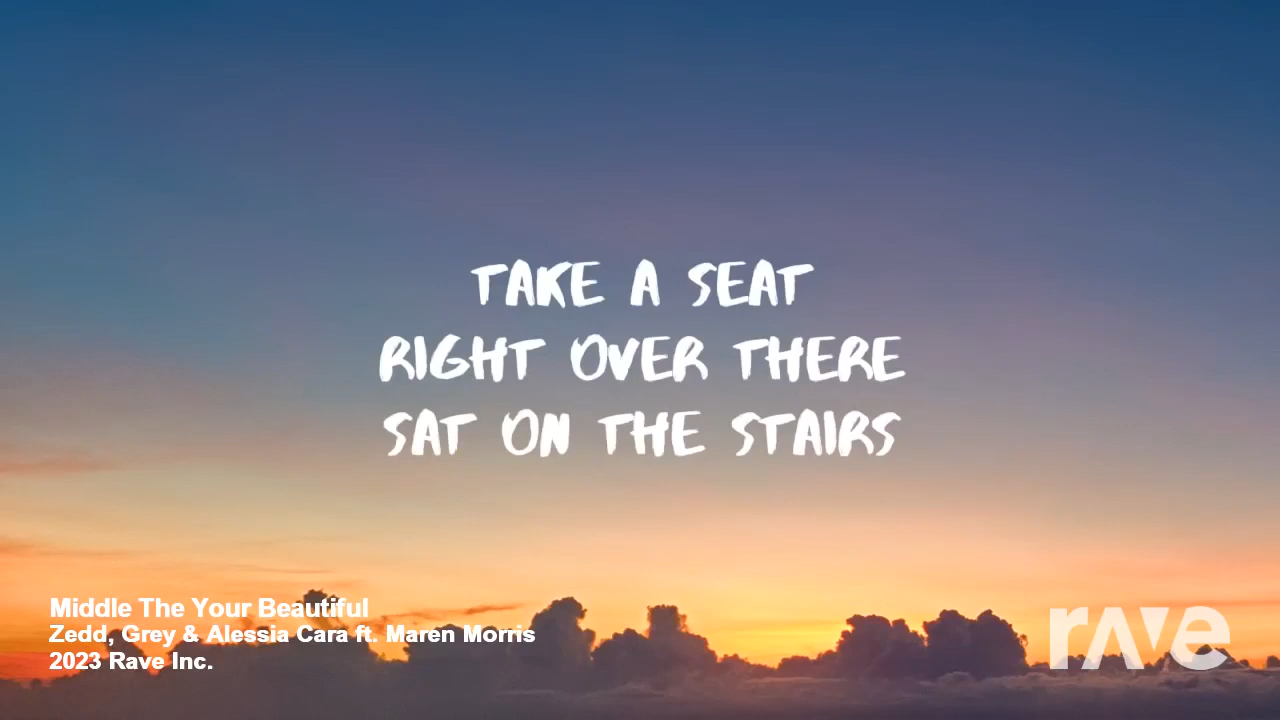 TAKE A SEAT
RIGHT OVER THERE
SAT ON THE STAIRS
Middle The Your Beautiful
Zedd, Grey & Alessia Cara ft. Maren Morris
2023 Rave Inc.
rave